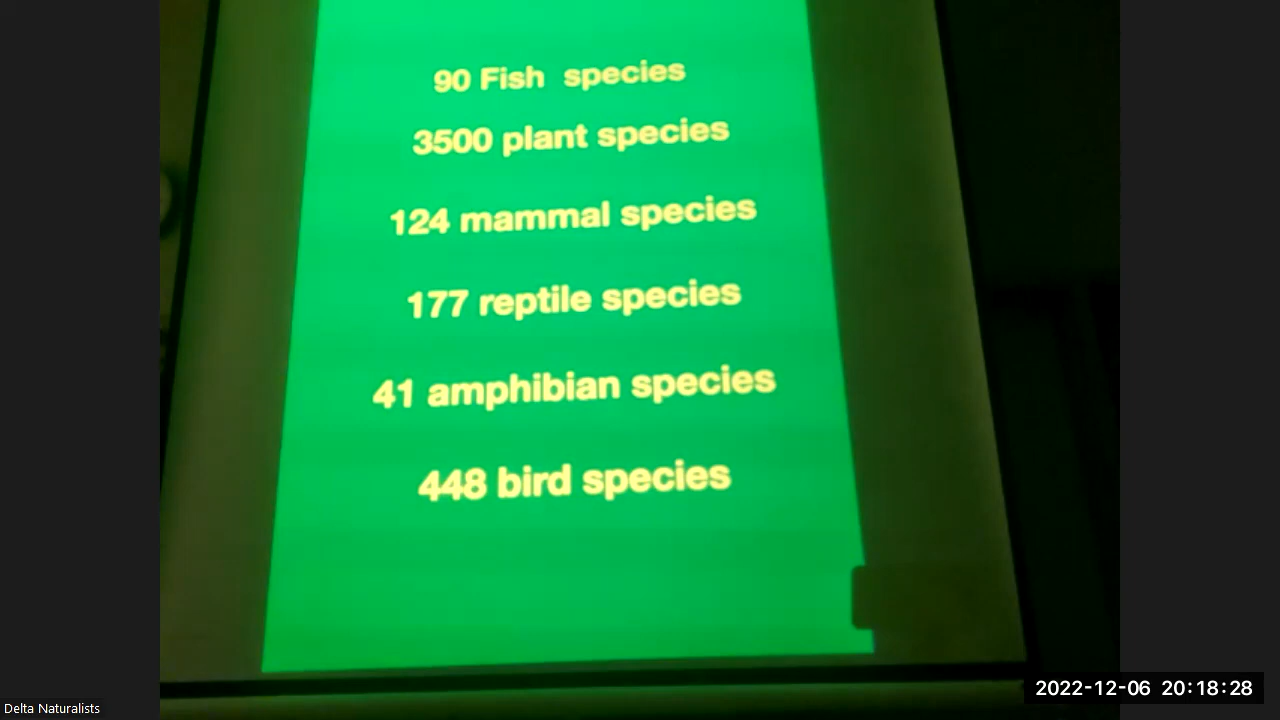 90 Fish species
3500 plant species
124 mammal species
177 reptile species
41 amphibian species
448 bird species
2022-12-06 20:18:28
Delta Naturalists